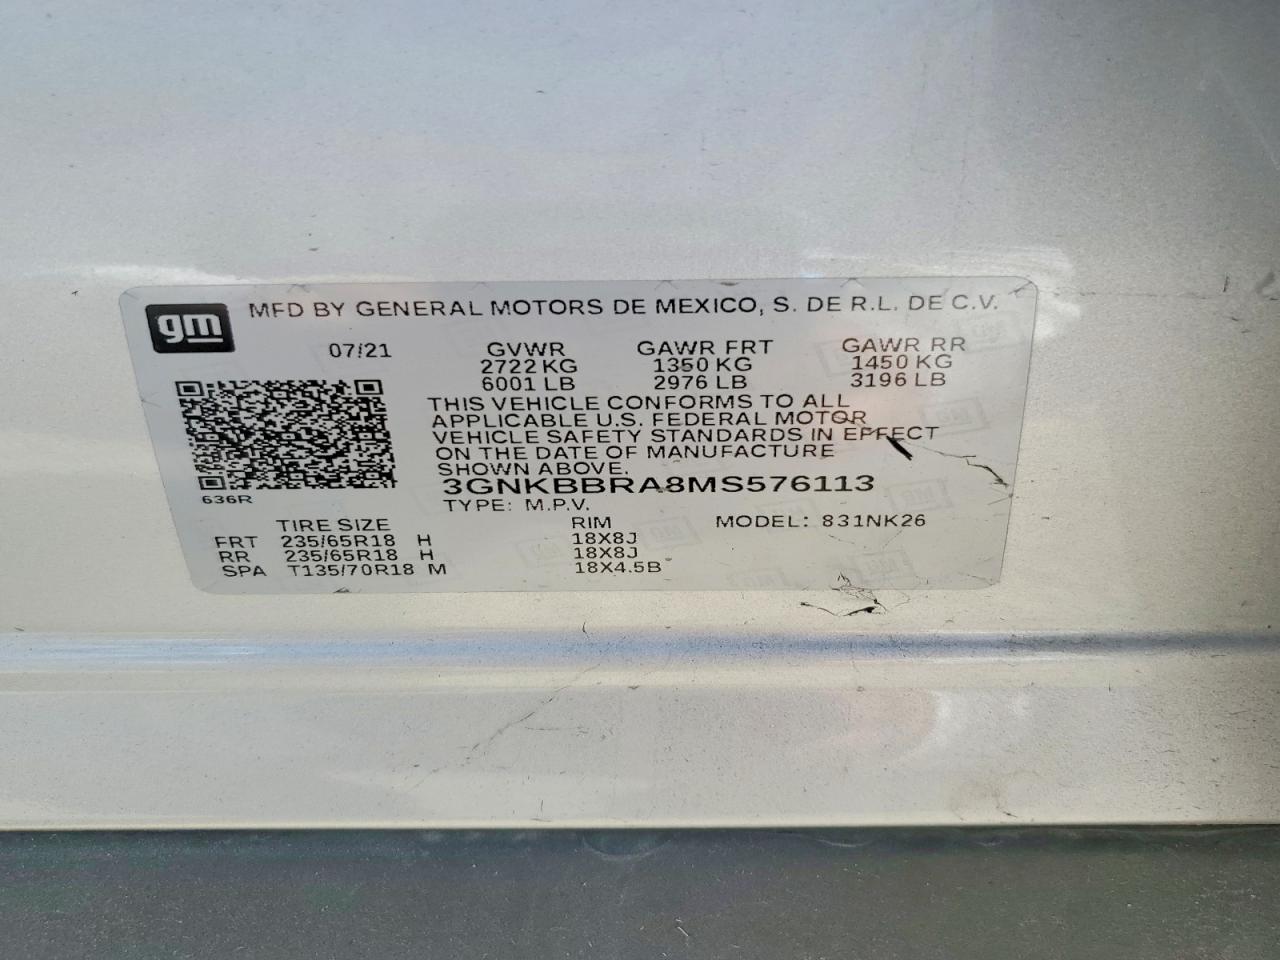 gm MFD BY GENERAL MOTORS DE MEXICO, S. DE R.L. DE C.V.
07/21 GVWR GAWR FRT GAWR RR
2722 KG 1350 KG 1450 KG
6001 LB 2976 LB 3196 LB
THIS VEHICLE CONFORMS TO ALL
APPLICABLE U.S. FEDERAL MOTOR
VEHICLE SAFETY STANDARDS IN EFFECT
ON THE DATE OF MANUFACTURE
SHOWN ABOVE.
3GNKBBRA8MS576113
636R
TYPE: M.P.V.
TIRE SIZE RIM MODEL: 831NK26
FRT 235/65R18 H 18X8J
RR 235/65R18 H 18X8J
SPA T135/70R18 M 18X4.5B